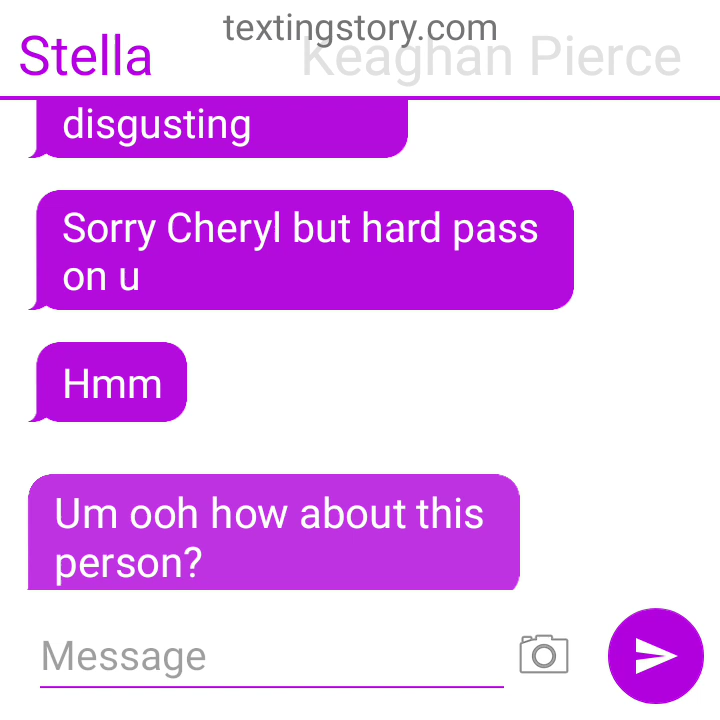 textingstory.com
Stella Keaghan Pierce
disgusting
Sorry Cheryl but hard pass
on u
Hmm
Um ooh how about this
person?
Message